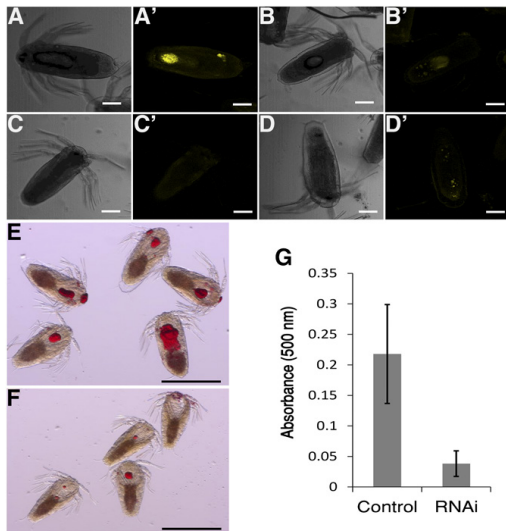 A A' B B'
C C' D D'
E
F
G
Absorbance (500 nm)
0.35
0.3
0.25
0.2
0.15
0.1
0.05
0
Control RNAi